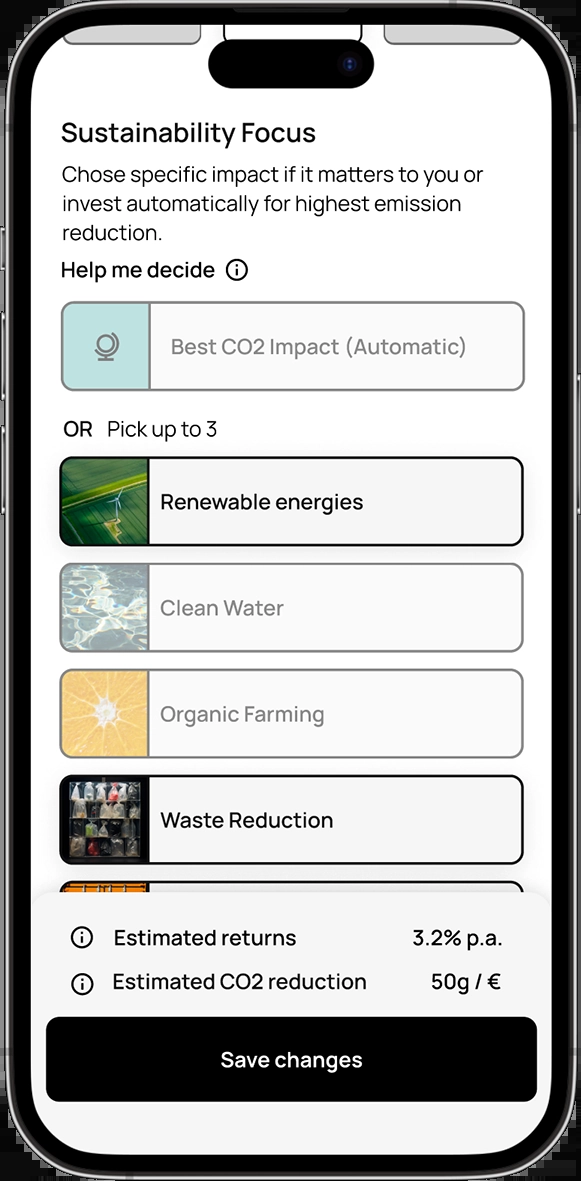 Sustainability Focus
Chose specific impact if it matters to you or
invest automatically for highest emission
reduction.
Help me decide
Best CO2 Impact (Automatic)
OR Pick up to 3
Renewable energies
Clean Water
Organic Farming
Waste Reduction
Estimated returns 3.2% p.a.
Estimated CO2 reduction 50g / €
Save changes